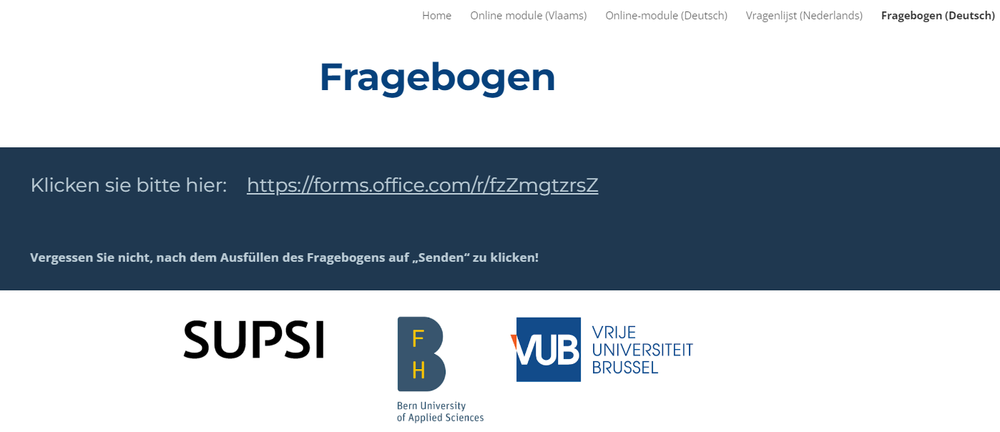 Home Online module (Vlaams) Online-module (Deutsch) Vragenlijst (Nederlands) Fragebogen (Deutsch)
Fragebogen
Klicken sie bitte hier: https://forms.office.com/r/fzZmgtzrsZ
Vergessen Sie nicht, nach dem Ausfüllen des Fragebogens auf „Senden“ zu klicken!
SUPSI
F
H
Bern University
of Applied Sciences
VUB
VRIJE
UNIVERSITEIT
BRUSSEL